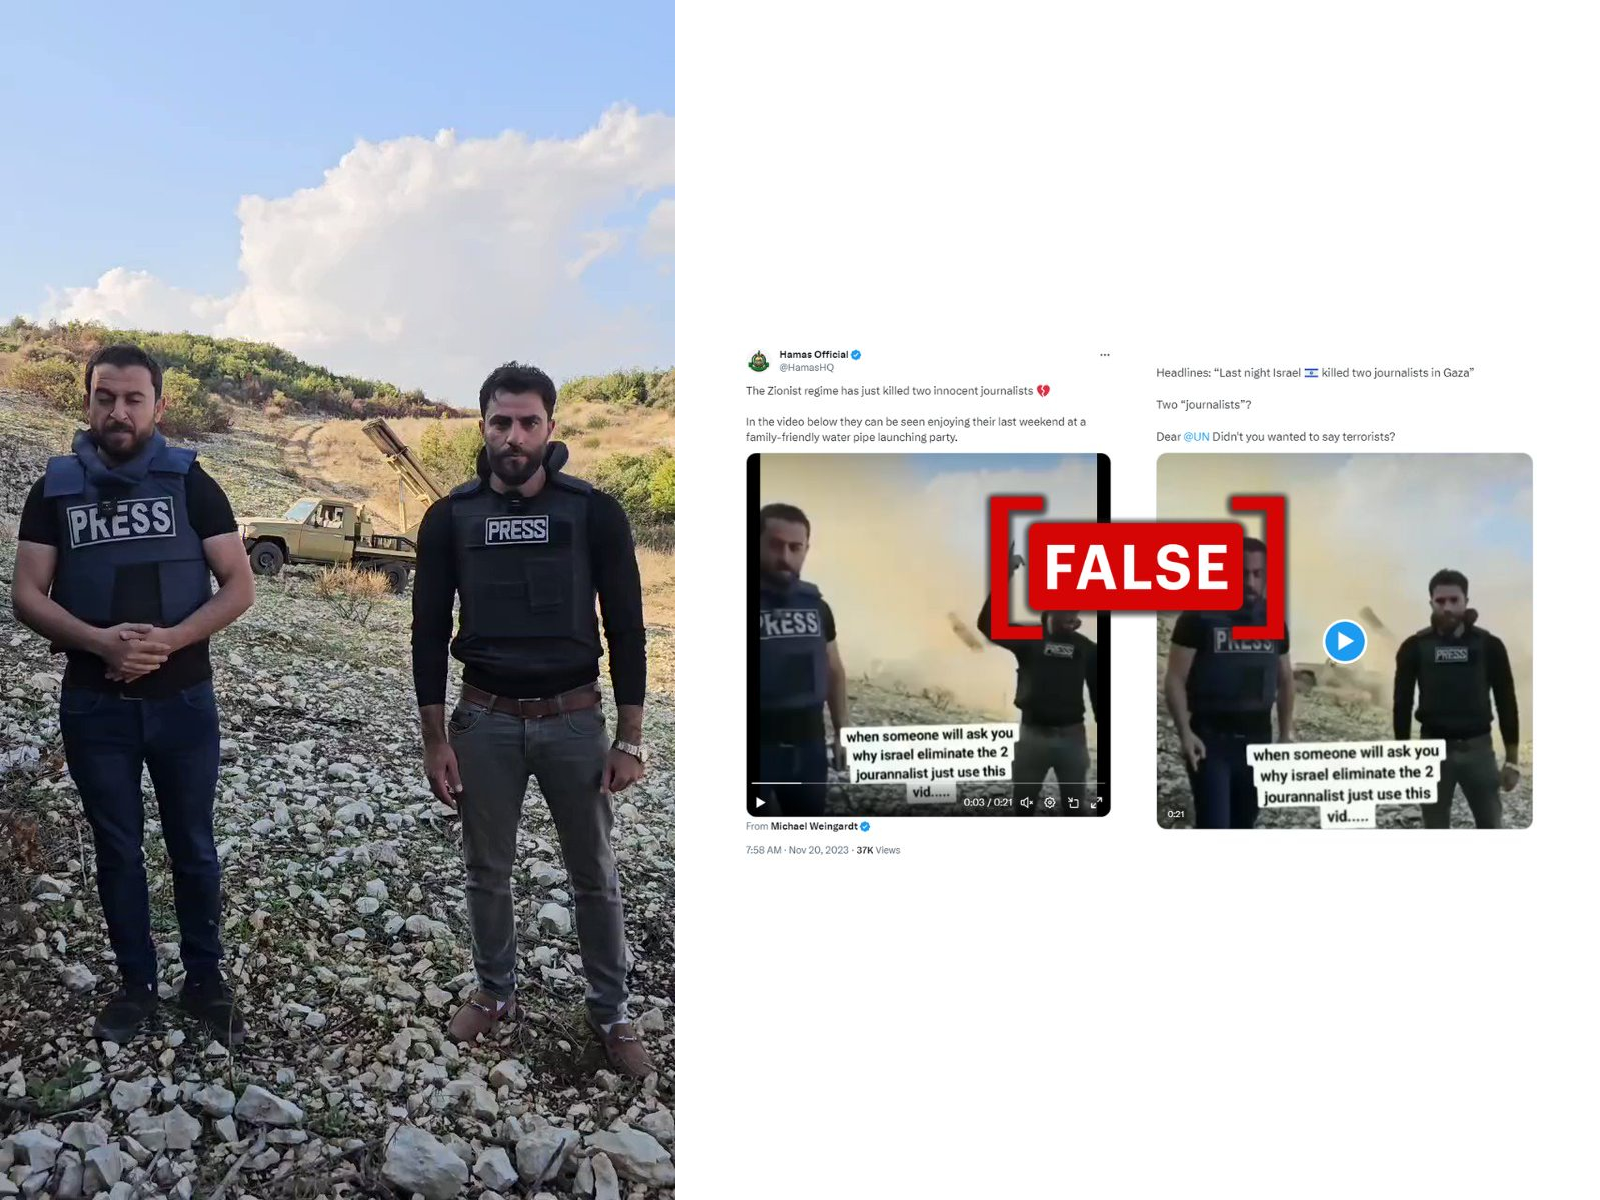 PRESS
PRESS
Hamas Official
@HamasHQ
The Zionist regime has just killed two innocent journalists 💔
In the video below they can be seen enjoying their last weekend at a
family-friendly water pipe launching party.
PRESS
PRESS
when someone will ask you
why israel eliminate the 2
jourannalist just use this
vid.....
0:03 / 0:21
From Michael Weingardt
7:58 AM · Nov 20, 2023 · 37K Views
FALSE
Headlines: “Last night Israel 🇮🇱 killed two journalists in Gaza”
Two “journalists”?
Dear @UN Didn't you wanted to say terrorists?
PRESS
PRESS
when someone will ask you
why israel eliminate the 2
jourannalist just use this
vid.....
0:21